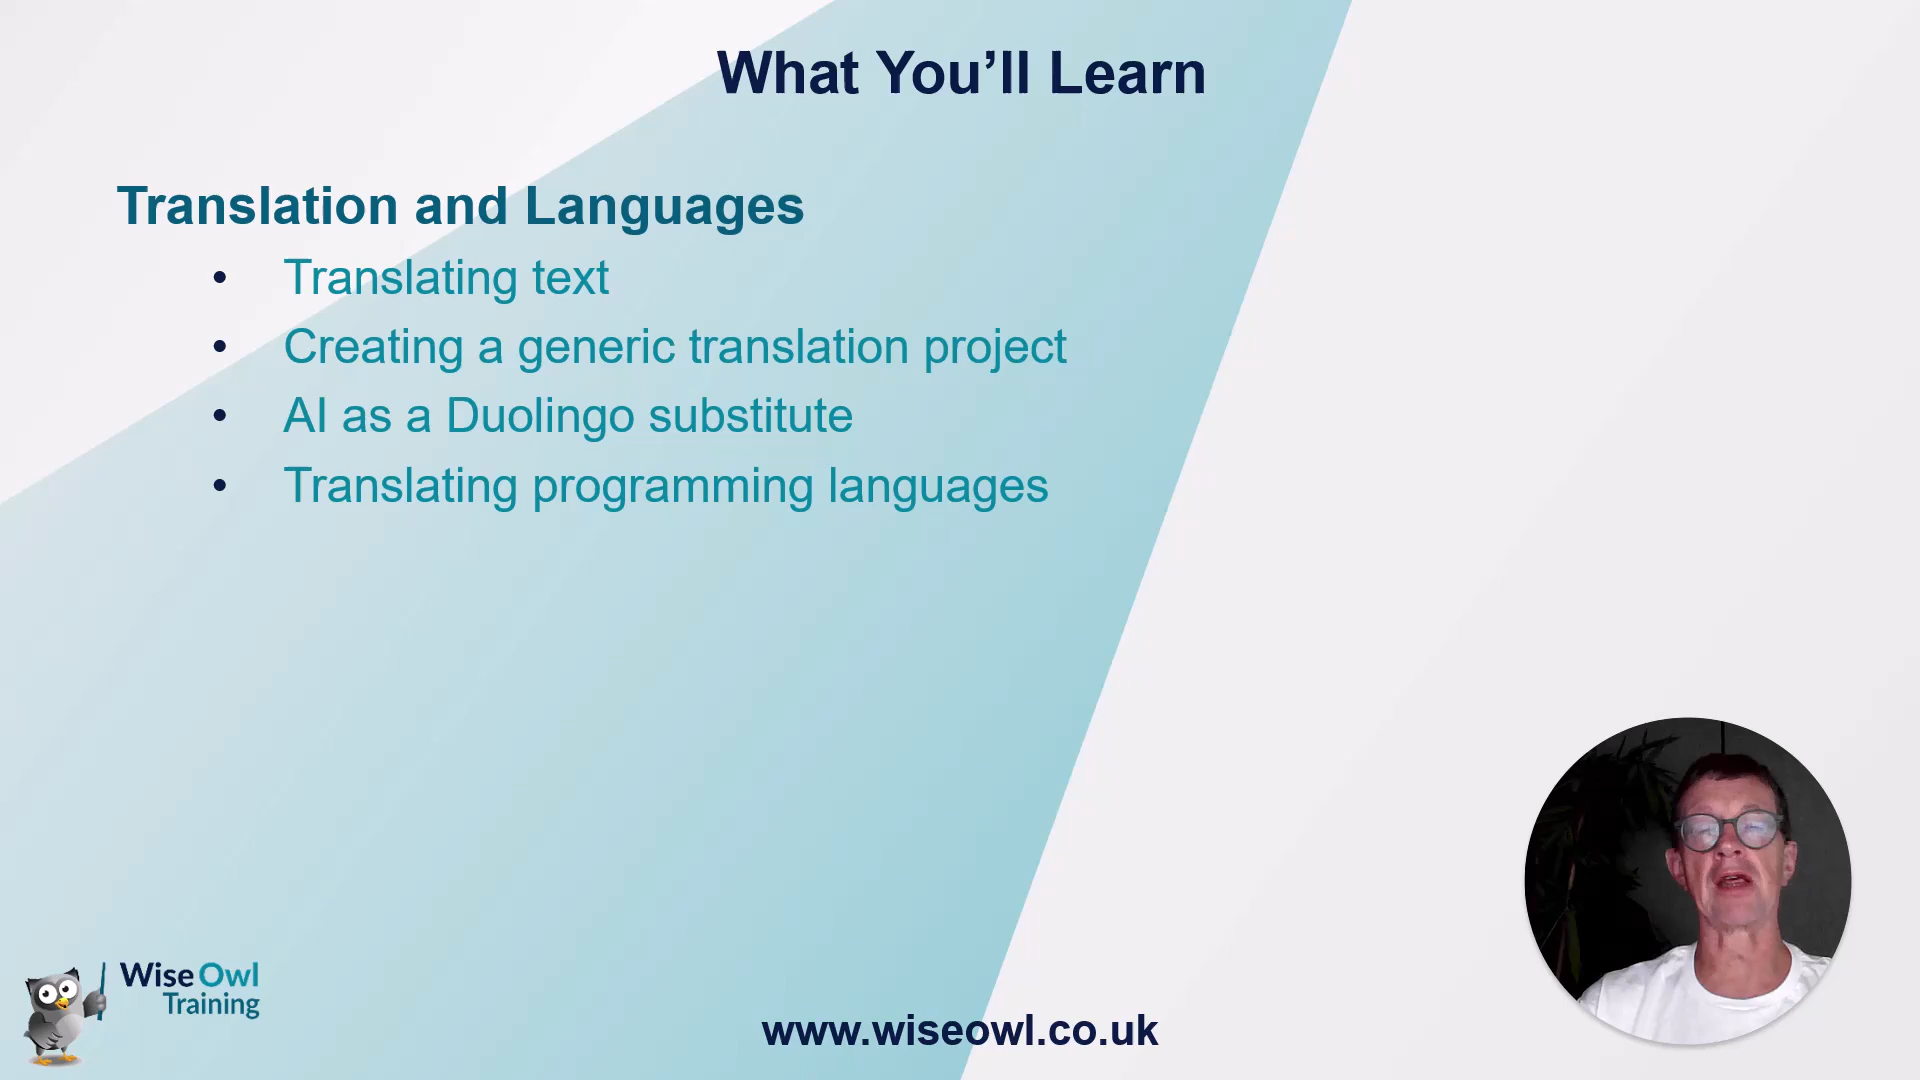 What You’ll Learn
Translation and Languages
• Translating text
• Creating a generic translation project
• AI as a Duolingo substitute
• Translating programming languages
Wise Owl
Training
www.wiseowl.co.uk